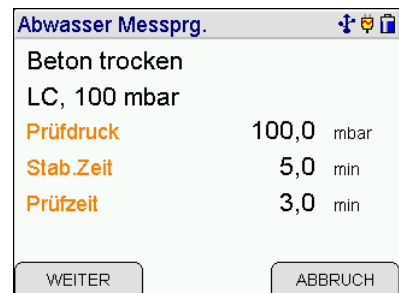 Abwasser Messprg.
Beton trocken
LC, 100 mbar
Prüfdruck 100,0 mbar
Stab.Zeit 5,0 min
Prüfzeit 3,0 min
WEITER ABBRUCH